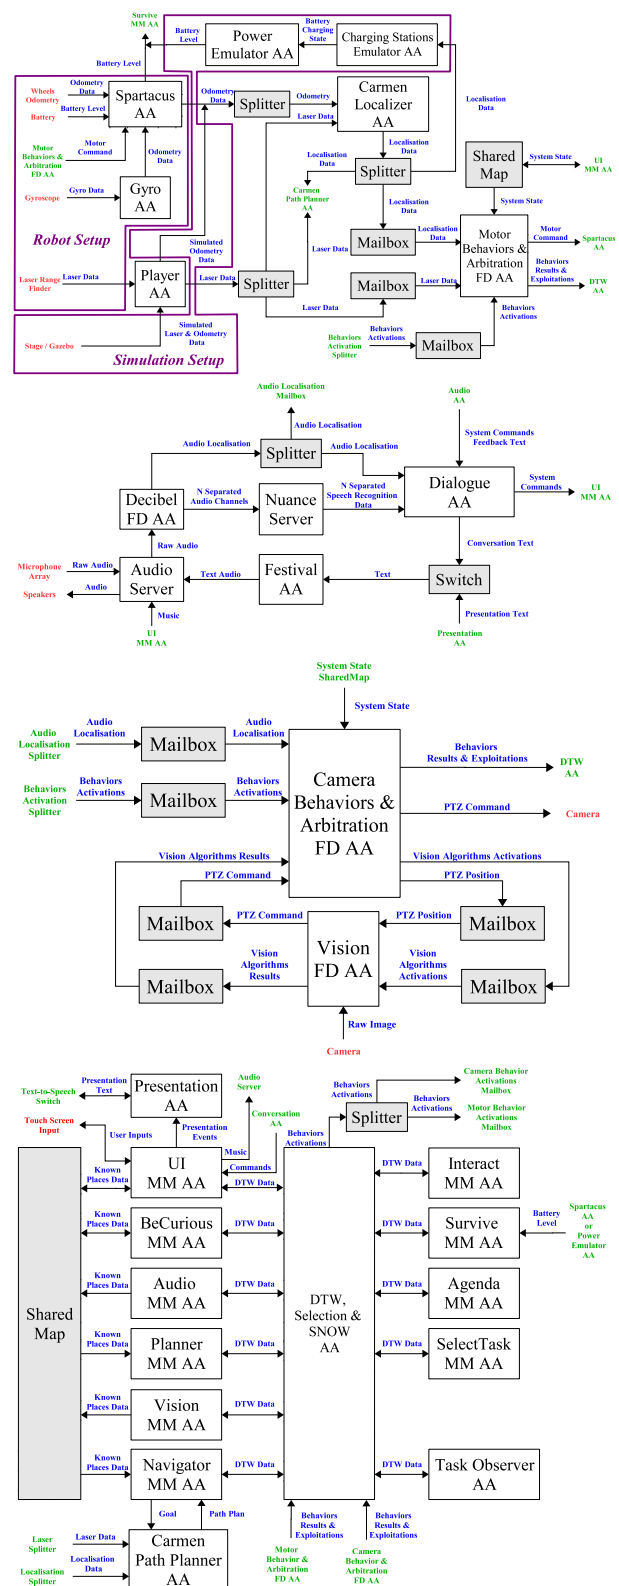 Survive
MM AA
Battery Level
Power
Emulator AA
Battery
Level
Battery
Charging
State
Charging Stations
Emulator AA
Wheels
Odometry
Odometry
Data
Battery Level
Battery
Spartacus
AA
Odometry
Data
Splitter
Odometry
Laser Data
Carmen
Localizer
AA
Localisation
Data
Motor
Behaviors &
Arbitration
FD AA
Motor
Command
Odometry
Data
Gyroscope
Gyro Data
Gyro
AA
Robot Setup
Localisation
Data
Localisation
Data
Splitter
Carmen
Path Planner
AA
Localisation
Data
Shared
Map
System State
UI
MM AA
System State
Simulated
Odometry
Data
Laser Data
Mailbox
Localisation
Data
Motor
Behaviors &
Arbitration
FD AA
Motor
Command
Spartacus
AA
Behaviors
Results &
Exploitations
DTW
AA
Laser Range
Finder
Laser Data
Player
AA
Laser Data
Splitter
Mailbox
Laser Data
Laser Data
Behaviors
Activations
Simulated
Laser & Odometry
Data
Stage / Gazebo
Simulation Setup
Behaviors
Activation
Splitter
Behaviors
Activations
Mailbox
Audio Localisation
Mailbox
Audio Localisation
Audio
AA
System Commands
Feedback Text
Audio Localisation
Splitter
Audio Localisation
Decibel
FD AA
N Separated
Audio Channels
Nuance
Server
N Separated
Speech Recognition
Data
Dialogue
AA
System
Commands
UI
MM AA
Raw Audio
Conversation Text
Microphone
Array
Raw Audio
Speakers
Audio
Audio
Server
Text Audio
Festival
AA
Text
Switch
Music
UI
MM AA
Presentation Text
Presentation
AA
System State
SharedMap
System State
Audio
Localisation
Splitter
Audio
Localisation
Mailbox
Audio
Localisation
Behaviors
Activation
Splitter
Behaviors
Activations
Mailbox
Behaviors
Activations
Camera
Behaviors &
Arbitration
FD AA
Behaviors
Results & Exploitations
DTW
AA
PTZ Command
Camera
Vision Algorithms Results
PTZ Command
Vision Algorithms Activations
PTZ Position
Mailbox
PTZ Command
Vision
FD AA
PTZ Position
Mailbox
Mailbox
Vision
Algorithms
Results
Vision
Algorithms
Activations
Mailbox
Raw Image
Camera
Text-to-Speech
Switch
Presentation
Text
Presentation
AA
Audio
Server
Conversation
AA
Touch Screen
Input
User Inputs
Presentation
Events
Music
Commands
Behaviors
Activations
Behaviors
Activations
Splitter
Behaviors
Activations
Camera Behavior
Activations
Mailbox
Motor Behavior
Activations
Mailbox
Shared
Map
Known
Places Data
UI
MM AA
DTW Data
DTW Data
Interact
MM AA
Known
Places Data
BeCurious
MM AA
DTW Data
DTW Data
Survive
MM AA
Battery
Level
Spartacus
AA
or
Power
Emulator
AA
Known
Places Data
Audio
MM AA
DTW Data
DTW,
Selection &
SNOW
AA
DTW Data
Agenda
MM AA
Known
Places Data
Planner
MM AA
DTW Data
DTW Data
SelectTask
MM AA
Known
Places Data
Vision
MM AA
DTW Data
Known
Places Data
Navigator
MM AA
DTW Data
DTW Data
Task Observer
AA
Goal
Path Plan
Laser
Splitter
Laser Data
Localisation
Splitter
Localisation
Data
Carmen
Path Planner
AA
Behaviors
Results &
Exploitations
Motor
Behavior &
Arbitration
FD AA
Behaviors
Results &
Exploitations
Camera
Behavior &
Arbitration
FD AA